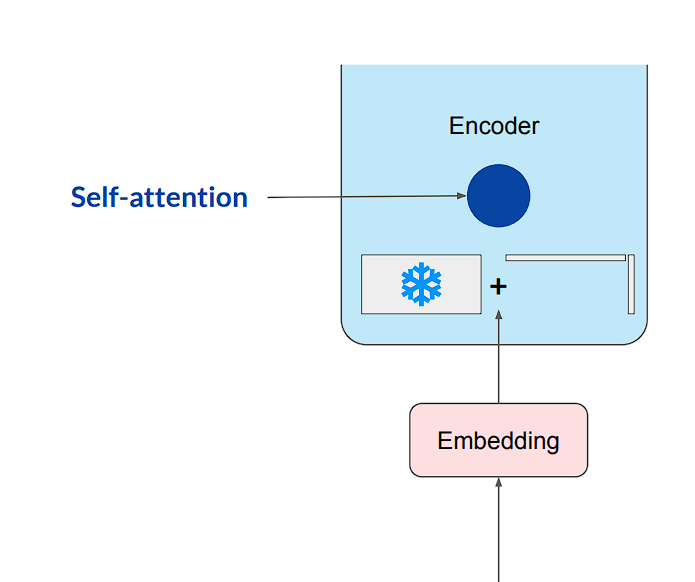 Encoder
Self-attention
+
Embedding